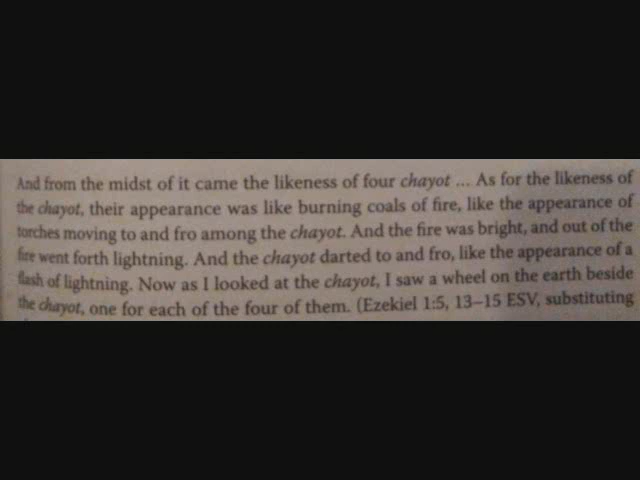 And from the midst of it came the likeness of four chayot ... As for the likeness of
the chayot, their appearance was like burning coals of fire, like the appearance of
torches moving to and fro among the chayot. And the fire was bright, and out of the
fire went forth lightning. And the chayot darted to and fro, like the appearance of a
flash of lightning. Now as I looked at the chayot, I saw a wheel on the earth beside
the chayot, one for each of the four of them. (Ezekiel 1:5, 13–15 ESV, substituting